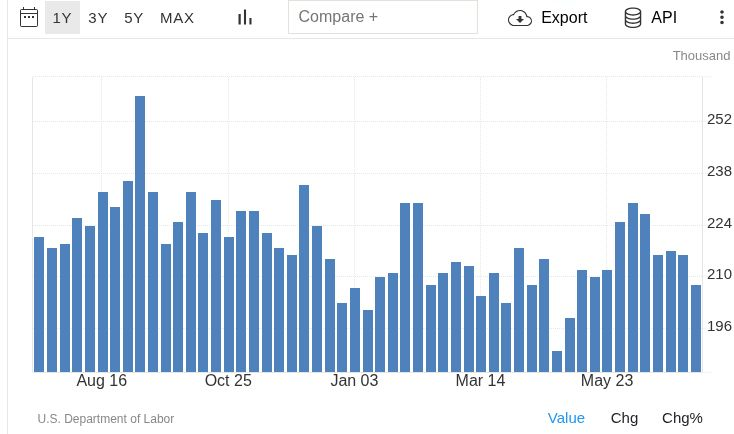 1Y 3Y 5Y MAX Compare + Export API
Thousand
252
238
224
210
196
Aug 16 Oct 25 Jan 03 Mar 14 May 23
U.S. Department of Labor Value Chg Chg%